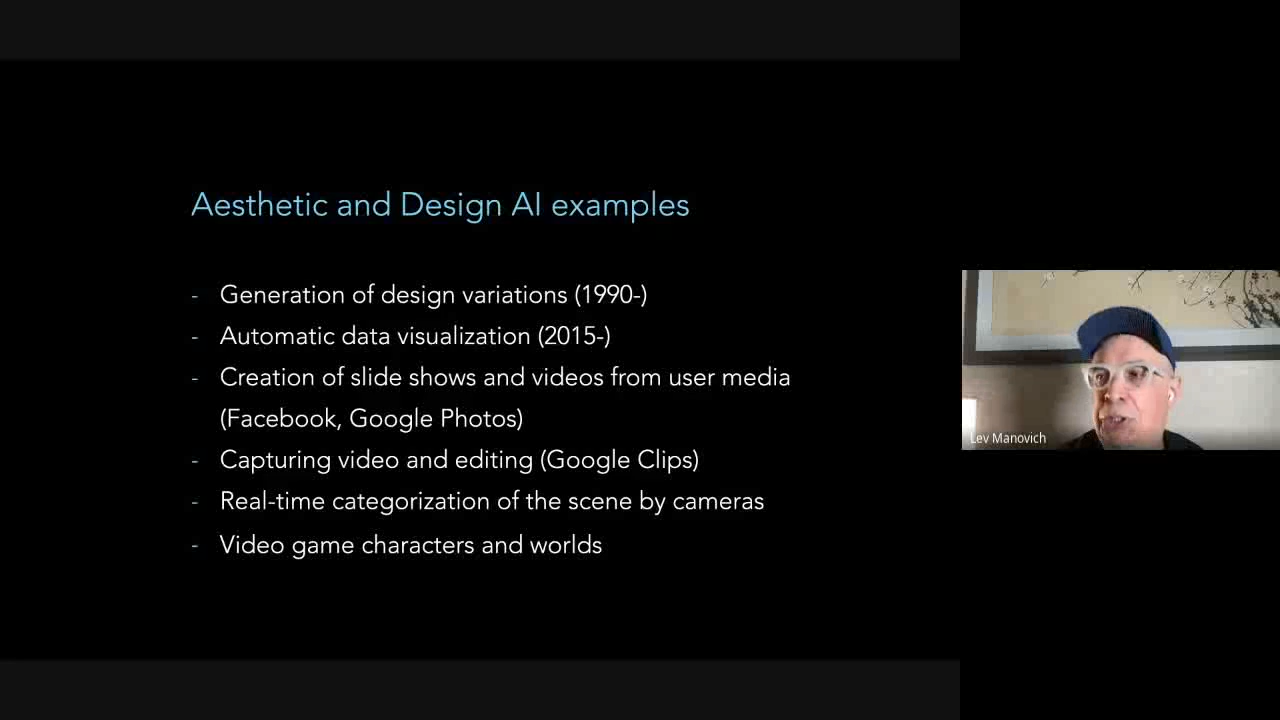 Aesthetic and Design AI examples
- Generation of design variations (1990-)
- Automatic data visualization (2015-)
- Creation of slide shows and videos from user media
(Facebook, Google Photos)
- Capturing video and editing (Google Clips)
- Real-time categorization of the scene by cameras
- Video game characters and worlds
Lev Manovich